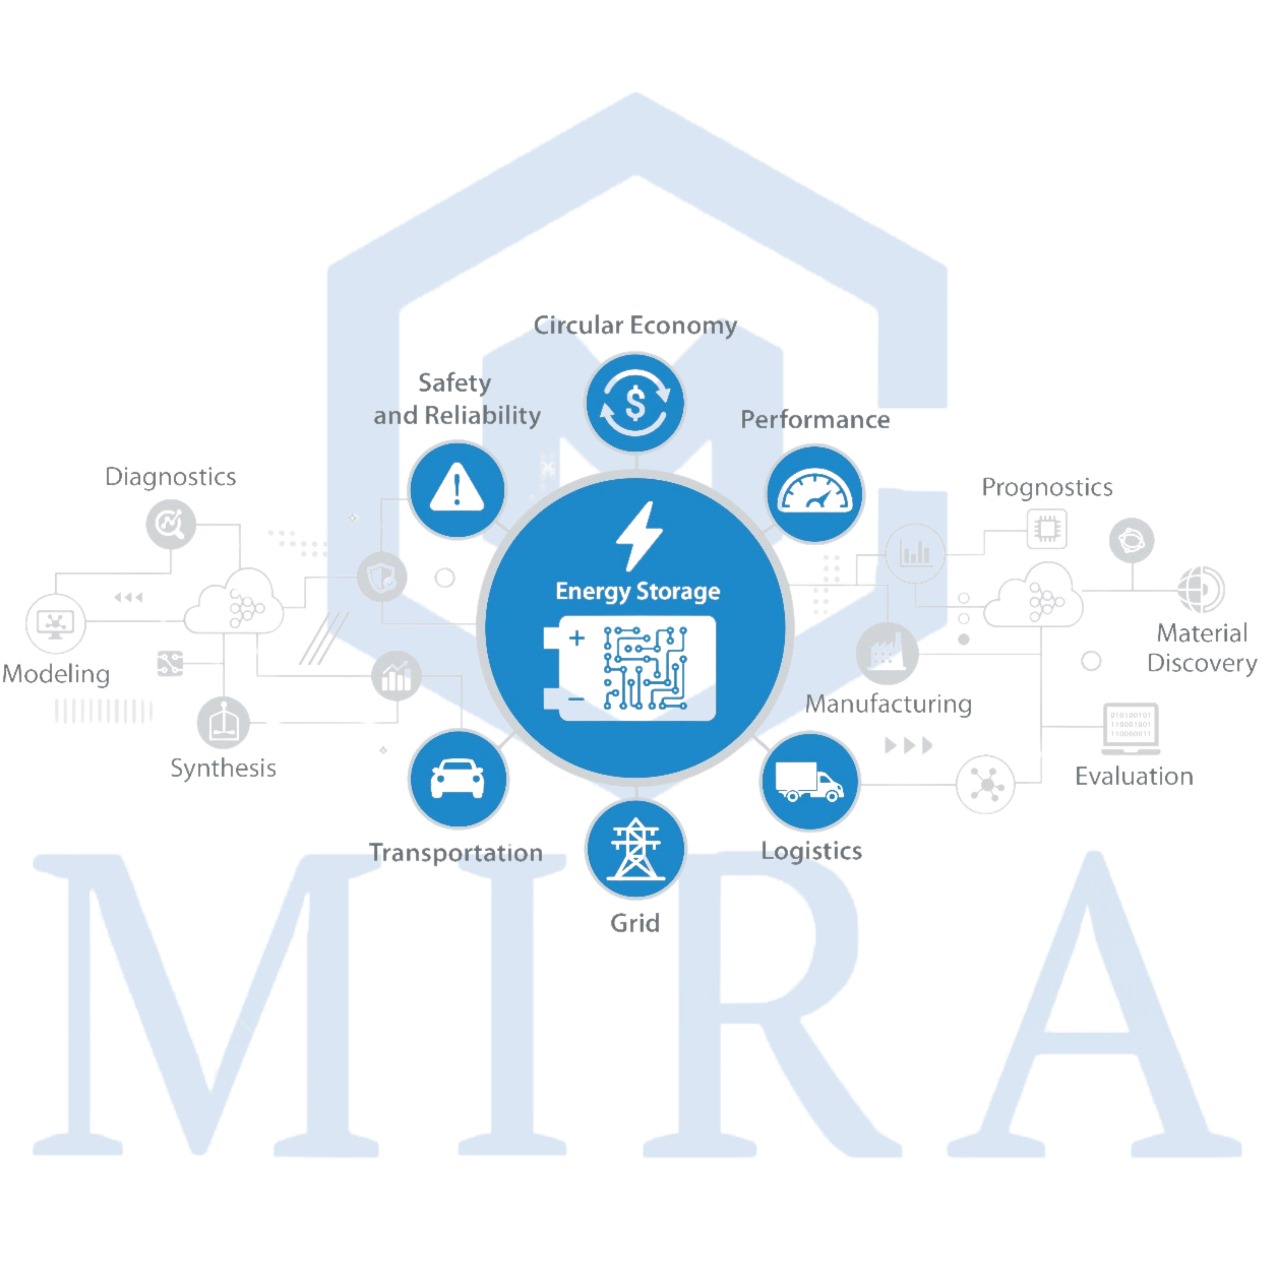 Circular Economy
Safety
and Reliability
Performance
Diagnostics
Prognostics
Energy Storage
Modeling
Material
Discovery
Manufacturing
Synthesis
Evaluation
Transportation
Logistics
Grid
MIRA